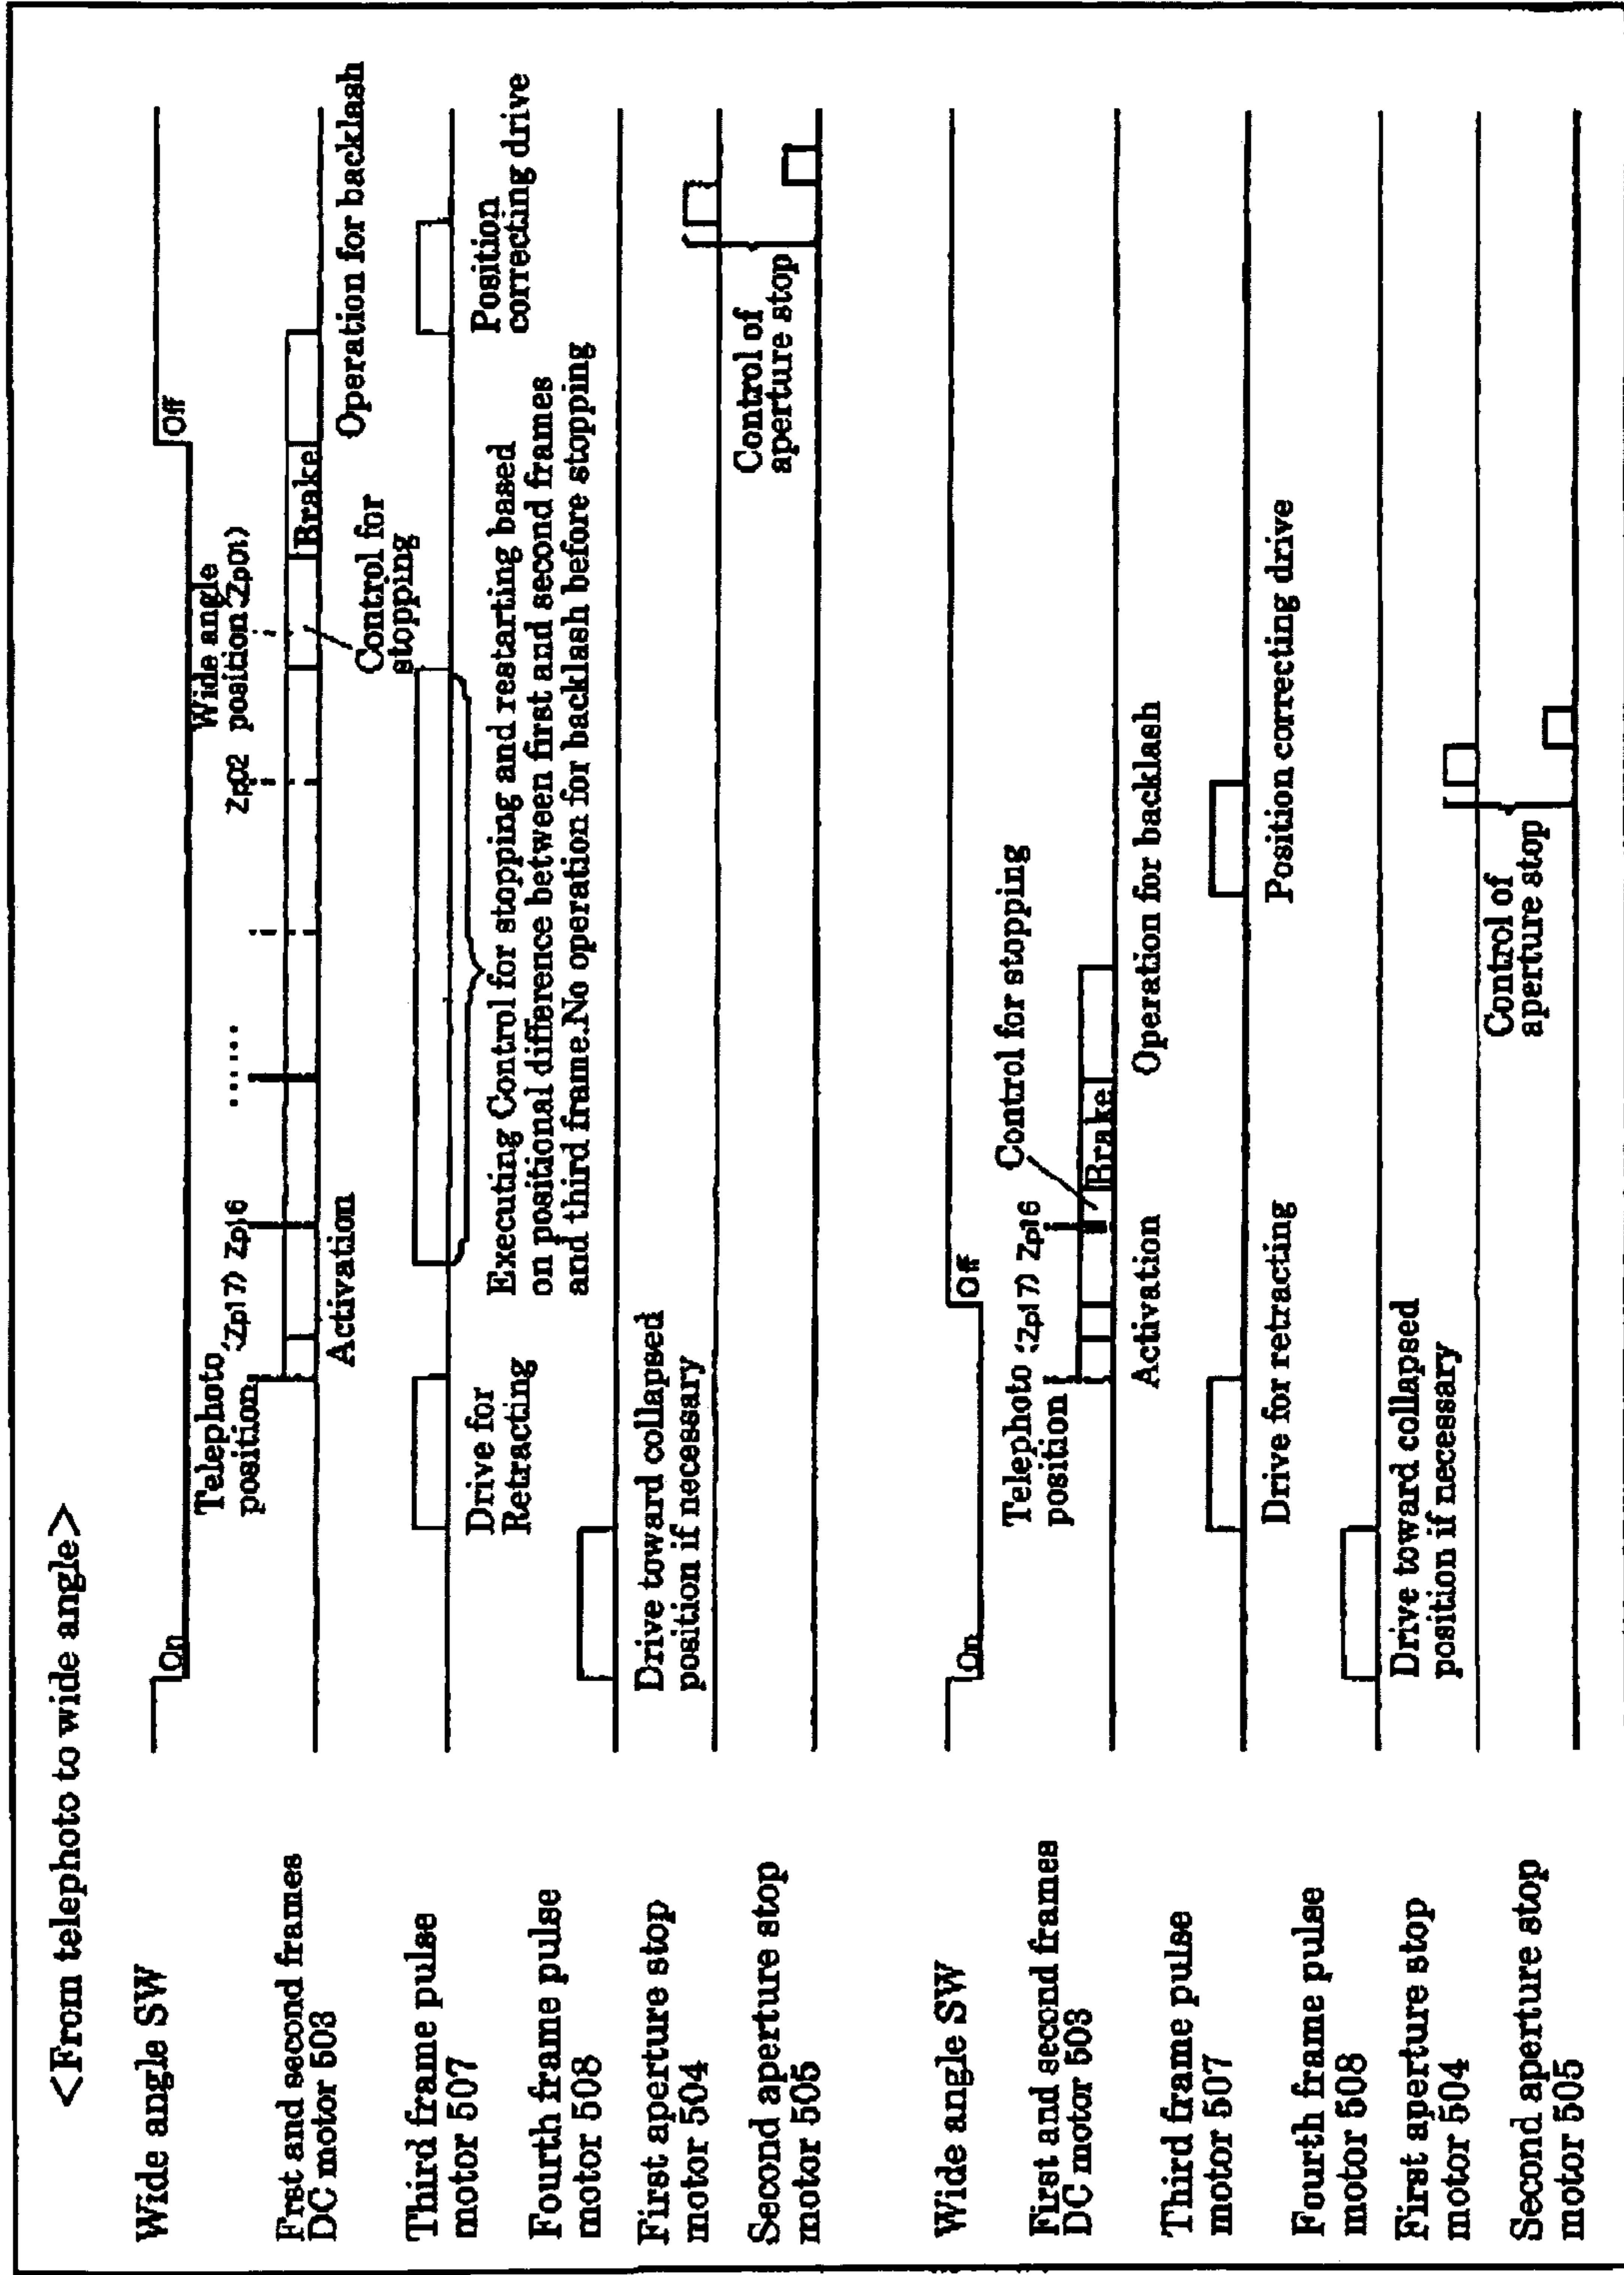 <From telephoto to wide angle>
Wide angle SW
On
Off
Telephoto
position
(Zp17)
Zp16
......
Zp02
Wide angle
position (Zp01)
Frst and second frames
DC motor 503
Activation
Brake
Control for
stopping
Operation for backlash
Third frame pulse
motor 507
Drive for
Retracting
Executing Control for stopping and restarting based
on positional difference between first and second frames
and third frame.No operation for backlash before stopping
Position
correcting drive
Fourth frame pulse
motor 508
Drive toward collapsed
position if necessary
First aperture stop
motor 504
Second aperture stop
motor 505
Control of
aperture stop
Wide angle SW
On
Off
Telephoto
position
(Zp17)
Zp16
Control for stopping
First and second frames
DC motor 503
Activation
Brake
Operation for backlash
Third frame pulse
motor 507
Drive for retracting
Position correcting drive
Fourth frame pulse
motor 508
Drive toward collapsed
position if necessary
First aperture stop
motor 504
Second aperture stop
motor 505
Control of
aperture stop